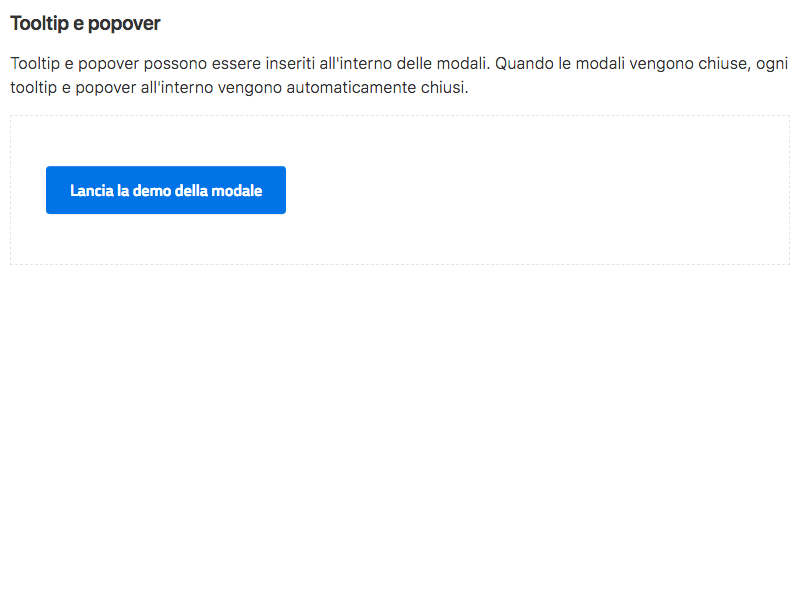 Tooltip e popover
Tooltip e popover possono essere inseriti all'interno delle modali. Quando le modali vengono chiuse, ogni
tooltip e popover all'interno vengono automaticamente chiusi.
Lancia la demo della modale